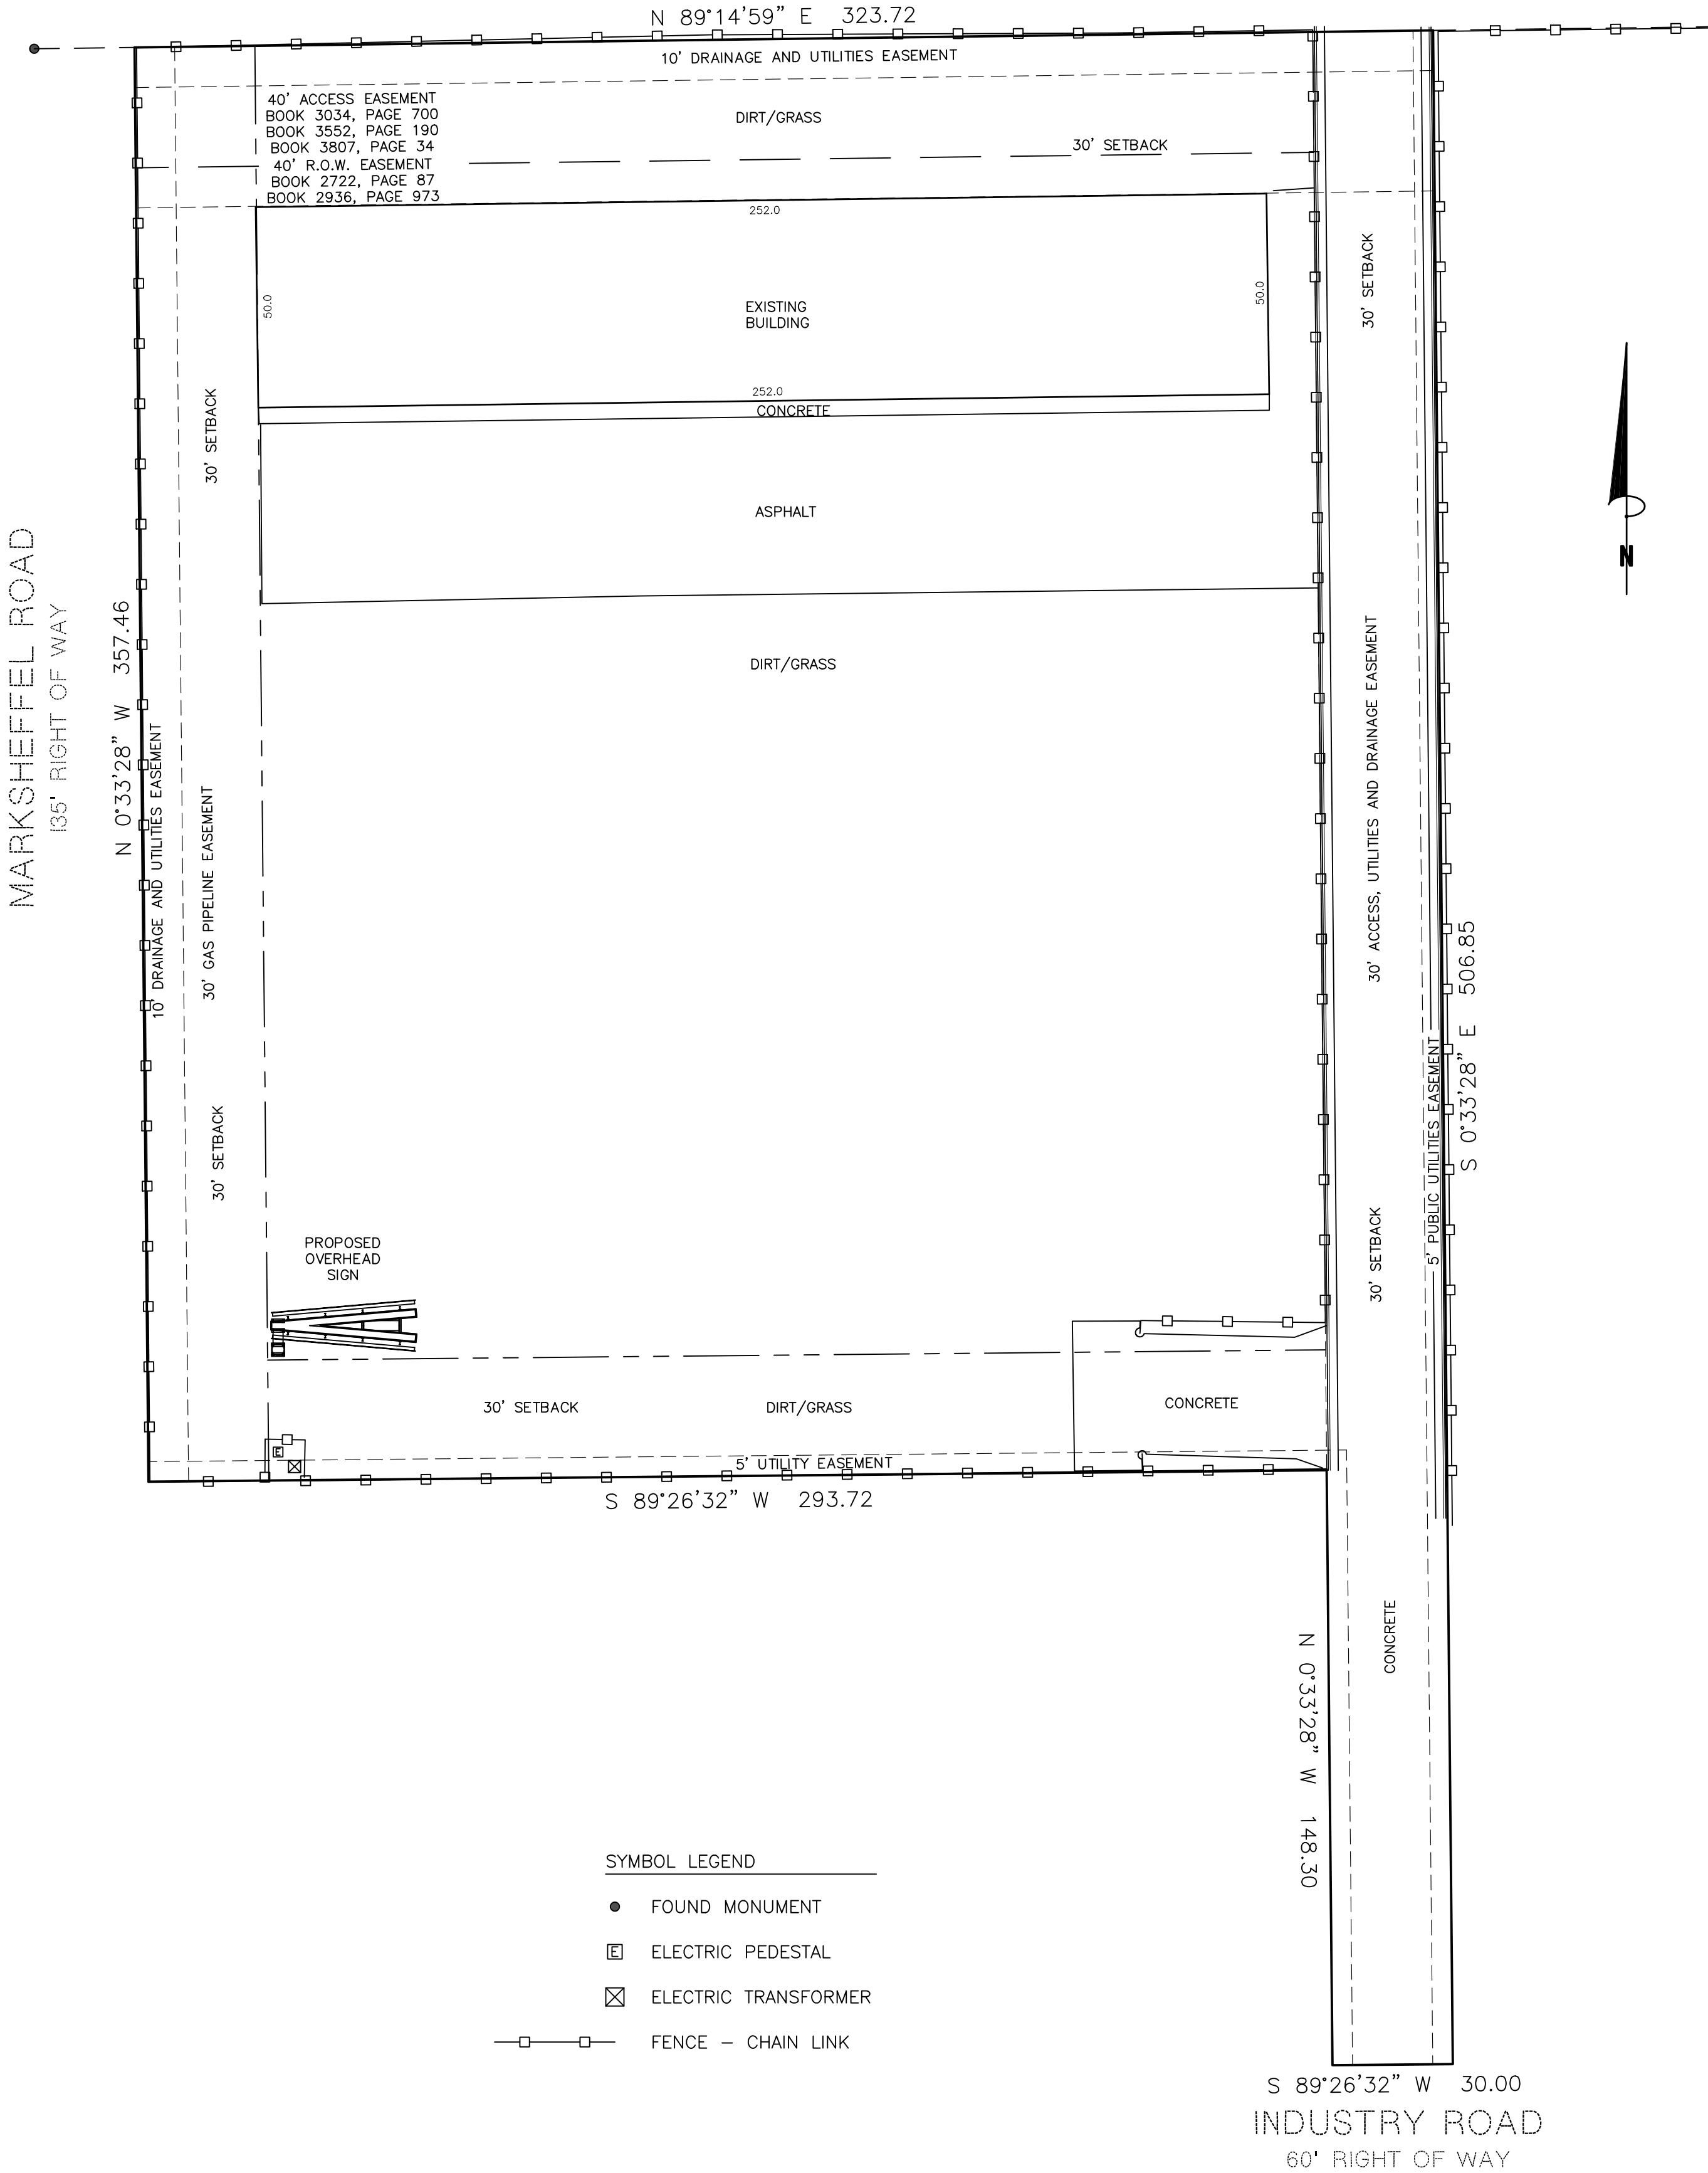 N 89°14'59" E 323.72
10' DRAINAGE AND UTILITIES EASEMENT
40' ACCESS EASEMENT
BOOK 3034, PAGE 700
BOOK 3552, PAGE 190
BOOK 3807, PAGE 34
40' R.O.W. EASEMENT
BOOK 2722, PAGE 87
BOOK 2936, PAGE 973
DIRT/GRASS
30' SETBACK
252.0
50.0
EXISTING
BUILDING
50.0
30' SETBACK
252.0
CONCRETE
30' SETBACK
ASPHALT
N
MARKSHEFFEL ROAD
135' RIGHT OF WAY
N 0°33'28" W 357.46
10' DRAINAGE AND UTILITIES EASEMENT
30' GAS PIPELINE EASEMENT
DIRT/GRASS
30' ACCESS, UTILITIES AND DRAINAGE EASEMENT
5' PUBLIC UTILITIES EASEMENT
S 0°33'28" E 506.85
30' SETBACK
30' SETBACK
PROPOSED
OVERHEAD
SIGN
30' SETBACK
DIRT/GRASS
CONCRETE
E
5' UTILITY EASEMENT
S 89°26'32" W 293.72
CONCRETE
N 0°33'28" W 148.30
SYMBOL LEGEND
FOUND MONUMENT
E ELECTRIC PEDESTAL
ELECTRIC TRANSFORMER
FENCE - CHAIN LINK
S 89°26'32" W 30.00
INDUSTRY ROAD
60' RIGHT OF WAY